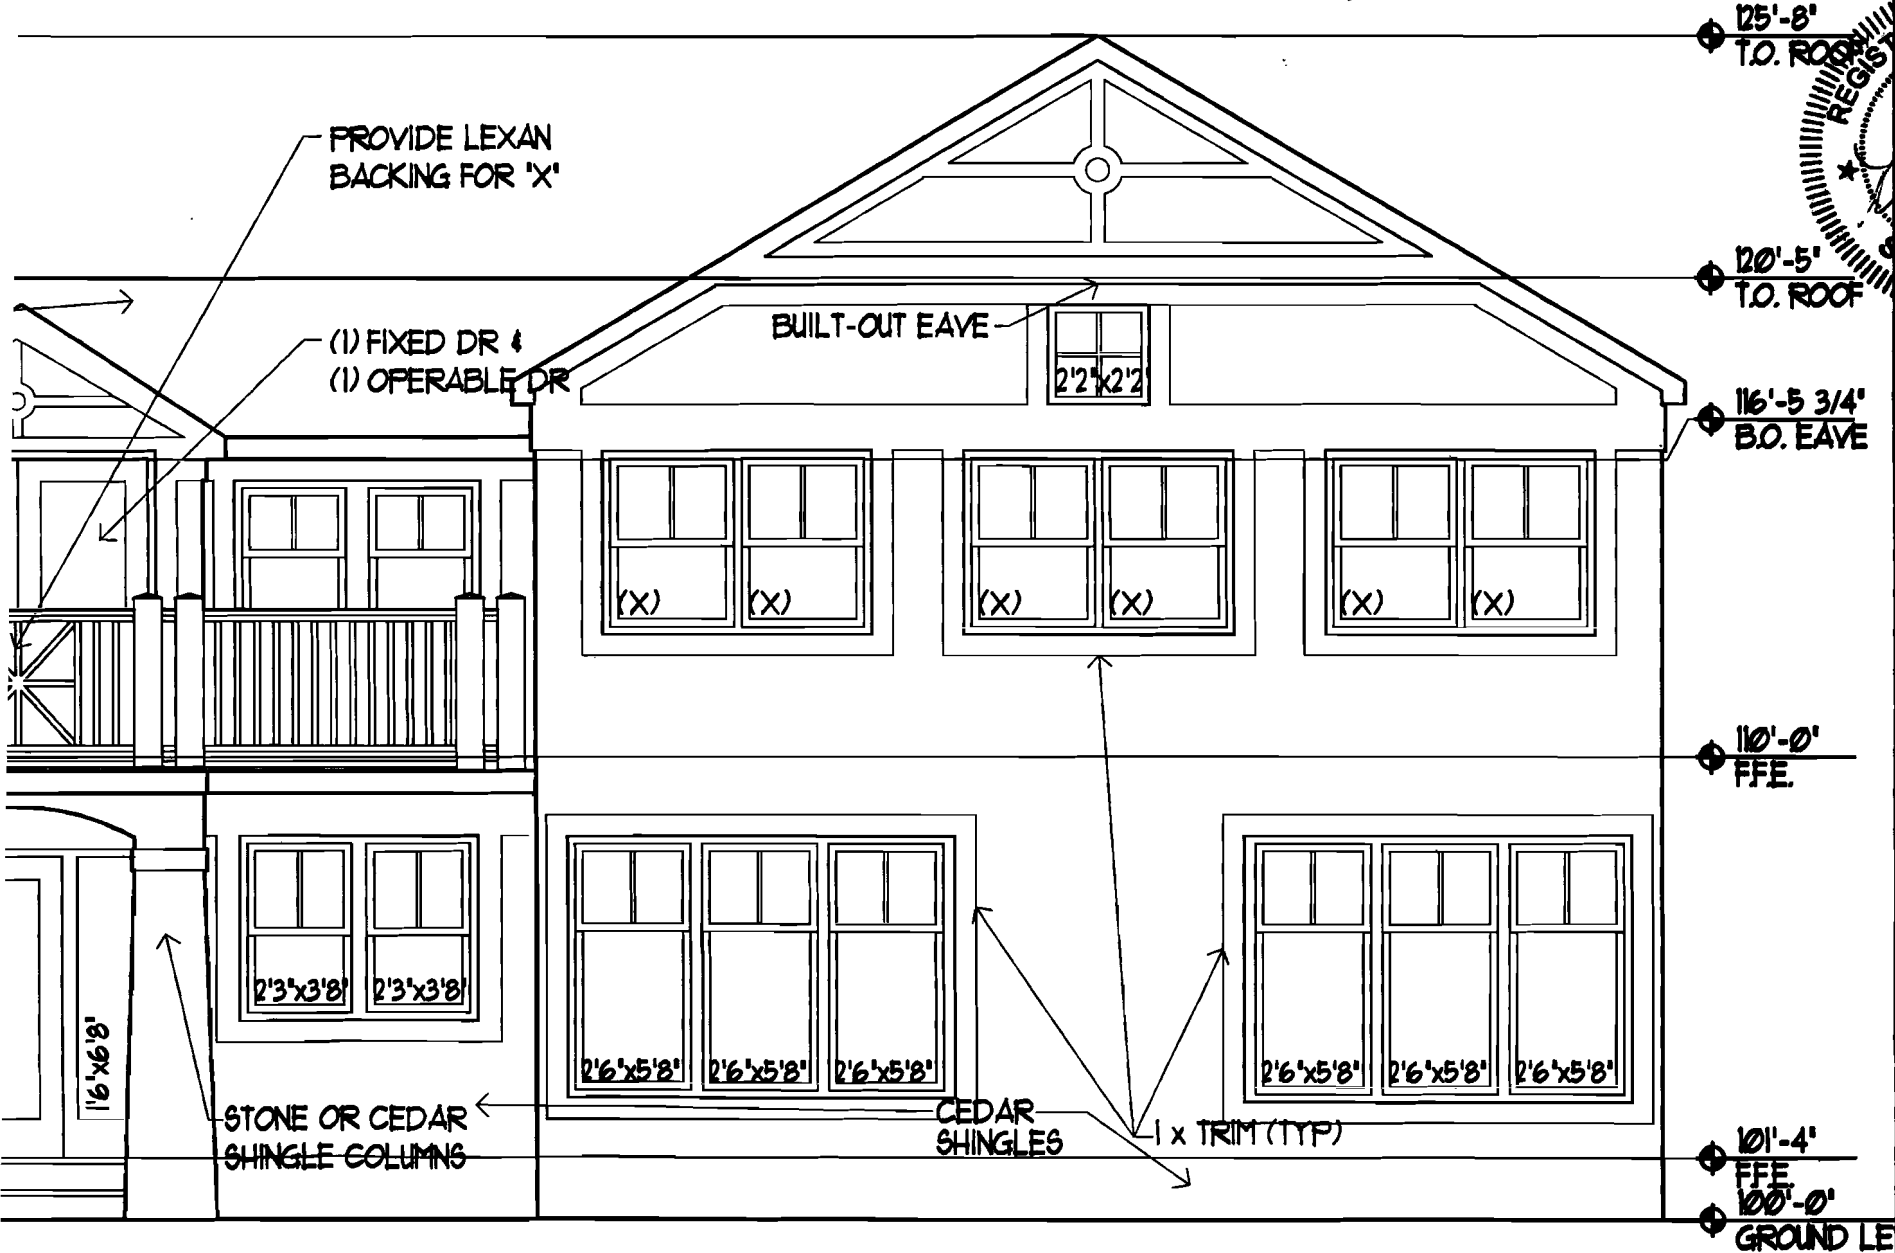 125'-8"
T.O. ROOF
REGIST
PROVIDE LEXAN
BACKING FOR "X"
120'-5"
T.O. ROOF
BUILT-OUT EAVE
(1) FIXED DR &
(1) OPERABLE DR
2'2"x2'2"
116'-5 3/4"
B.O. EAVE
(X) (X) (X) (X) (X) (X)
110'-0"
F.F.E.
2'3"x3'8" 2'3"x3'8"
1'6"x6'8"
2'6"x5'8" 2'6"x5'8" 2'6"x5'8" 2'6"x5'8" 2'6"x5'8" 2'6"x5'8"
STONE OR CEDAR
SHINGLE COLUMNS
CEDAR
SHINGLES
1 x TRIM (TYP)
101'-4"
F.F.E.
100'-0"
GROUND LE